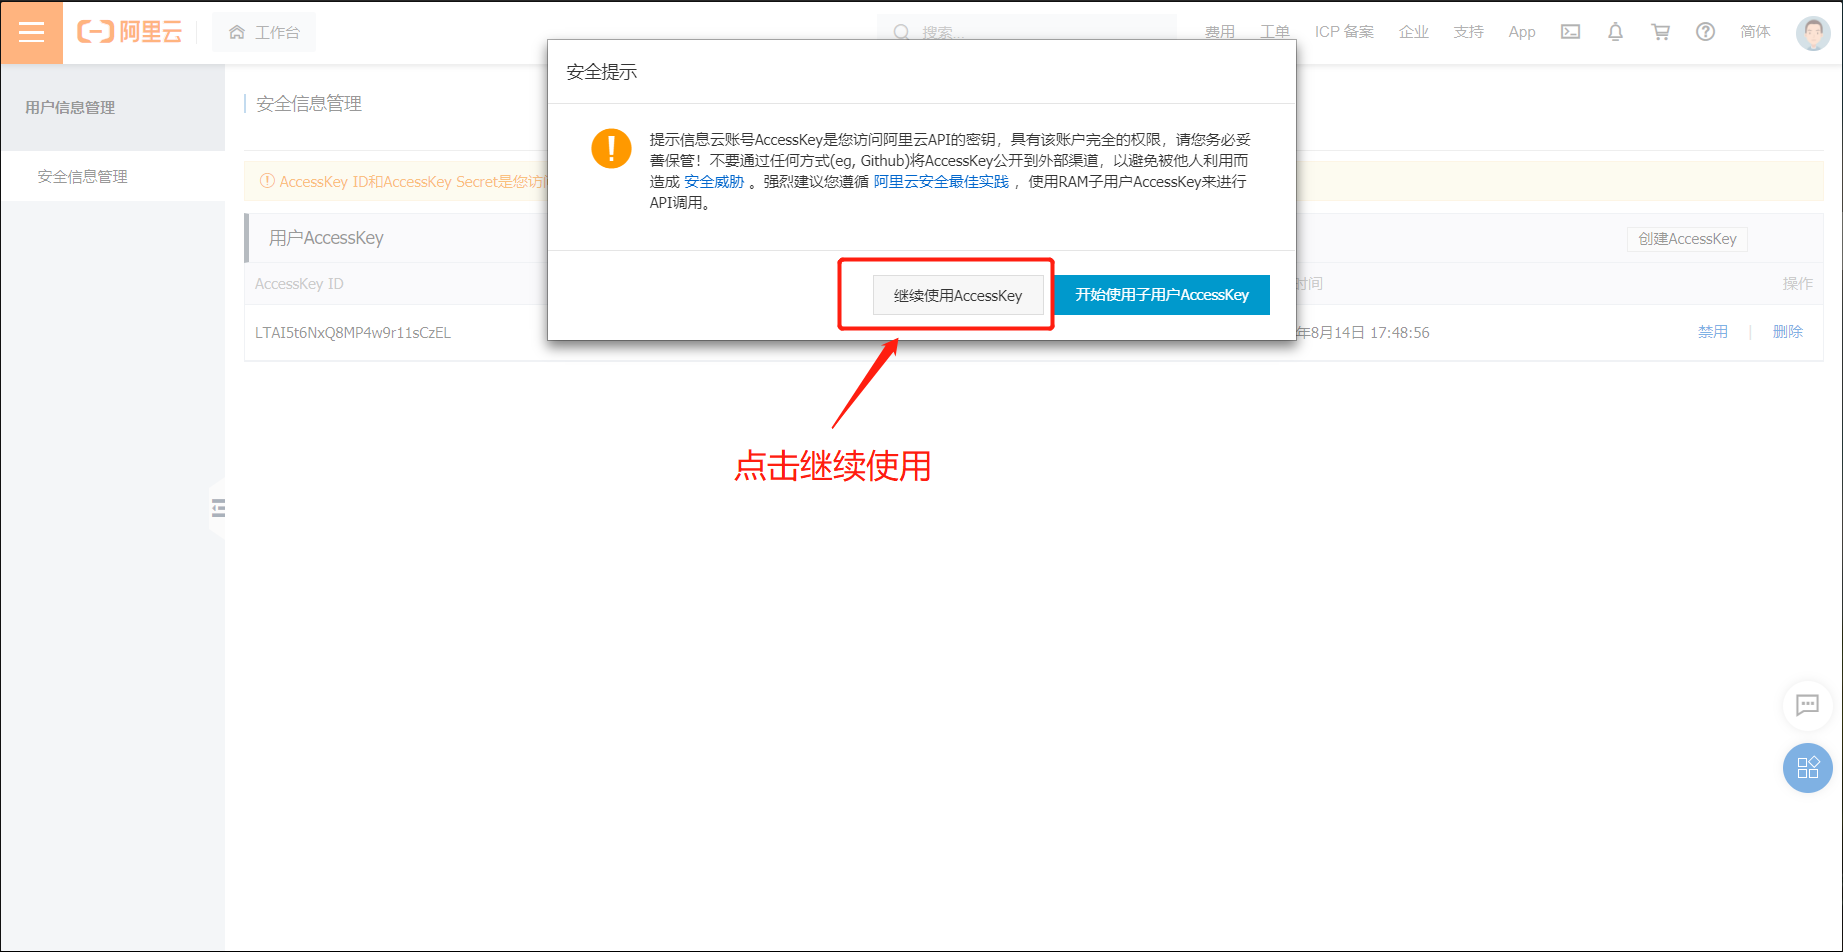 阿里云
工作台
搜索...
费用
工单
ICP 备案
企业
支持
App
简体
用户信息管理
安全信息管理
安全信息管理
AccessKey ID和AccessKey Secret是您访
用户AccessKey
创建AccessKey
AccessKey ID
时间
操作
LTAI5t6NxQ8MP4w9r11sCzEL
年8月14日 17:48:56
禁用
删除
安全提示
提示信息云账号AccessKey是您访问阿里云API的密钥，具有该账户完全的权限，请您务必妥
善保管！不要通过任何方式(eg, Github)将AccessKey公开到外部渠道，以避免被他人利用而
造成 安全威胁 。强烈建议您遵循 阿里云安全最佳实践 ，使用RAM子用户AccessKey来进行
API调用。
继续使用AccessKey
开始使用子用户AccessKey
点击继续使用